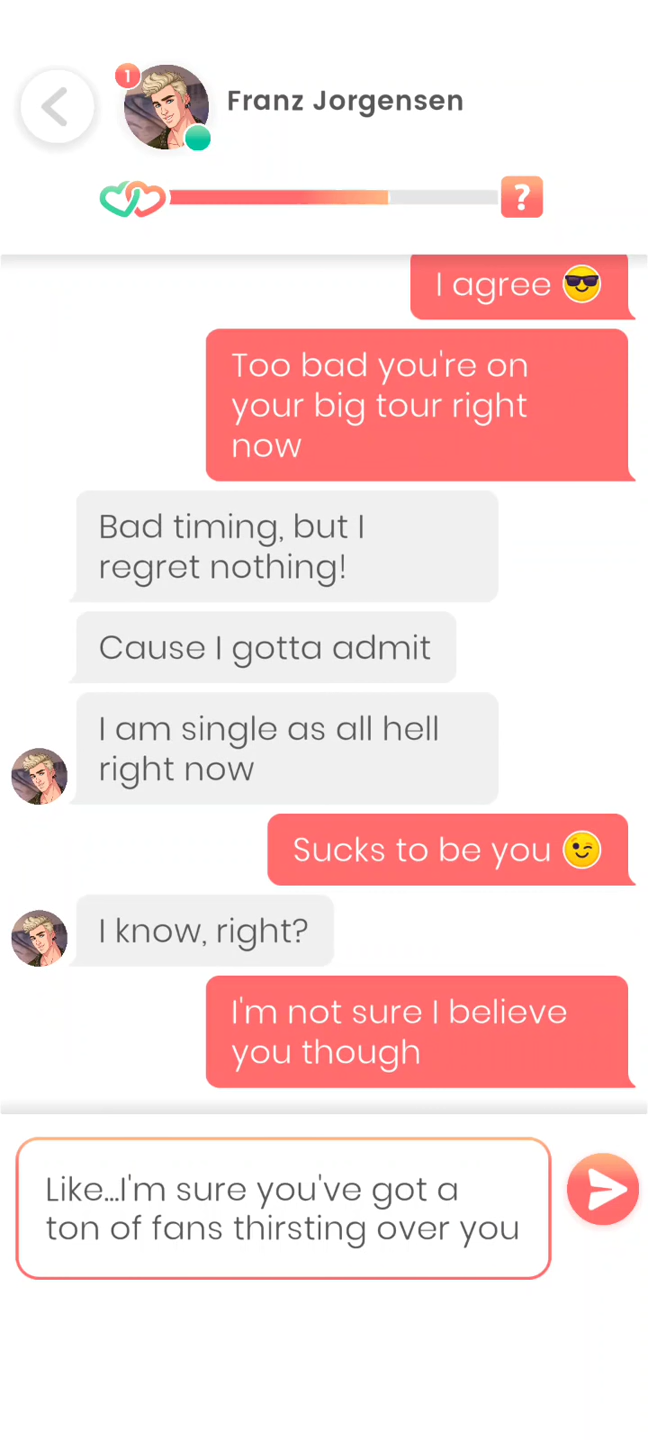 1
Franz Jorgensen
?
I agree 😎
Too bad you're on
your big tour right
now
Bad timing, but I
regret nothing!
Cause I gotta admit
I am single as all hell
right now
Sucks to be you 😉
I know, right?
I'm not sure I believe
you though
Like...I'm sure you've got a
ton of fans thirsting over you